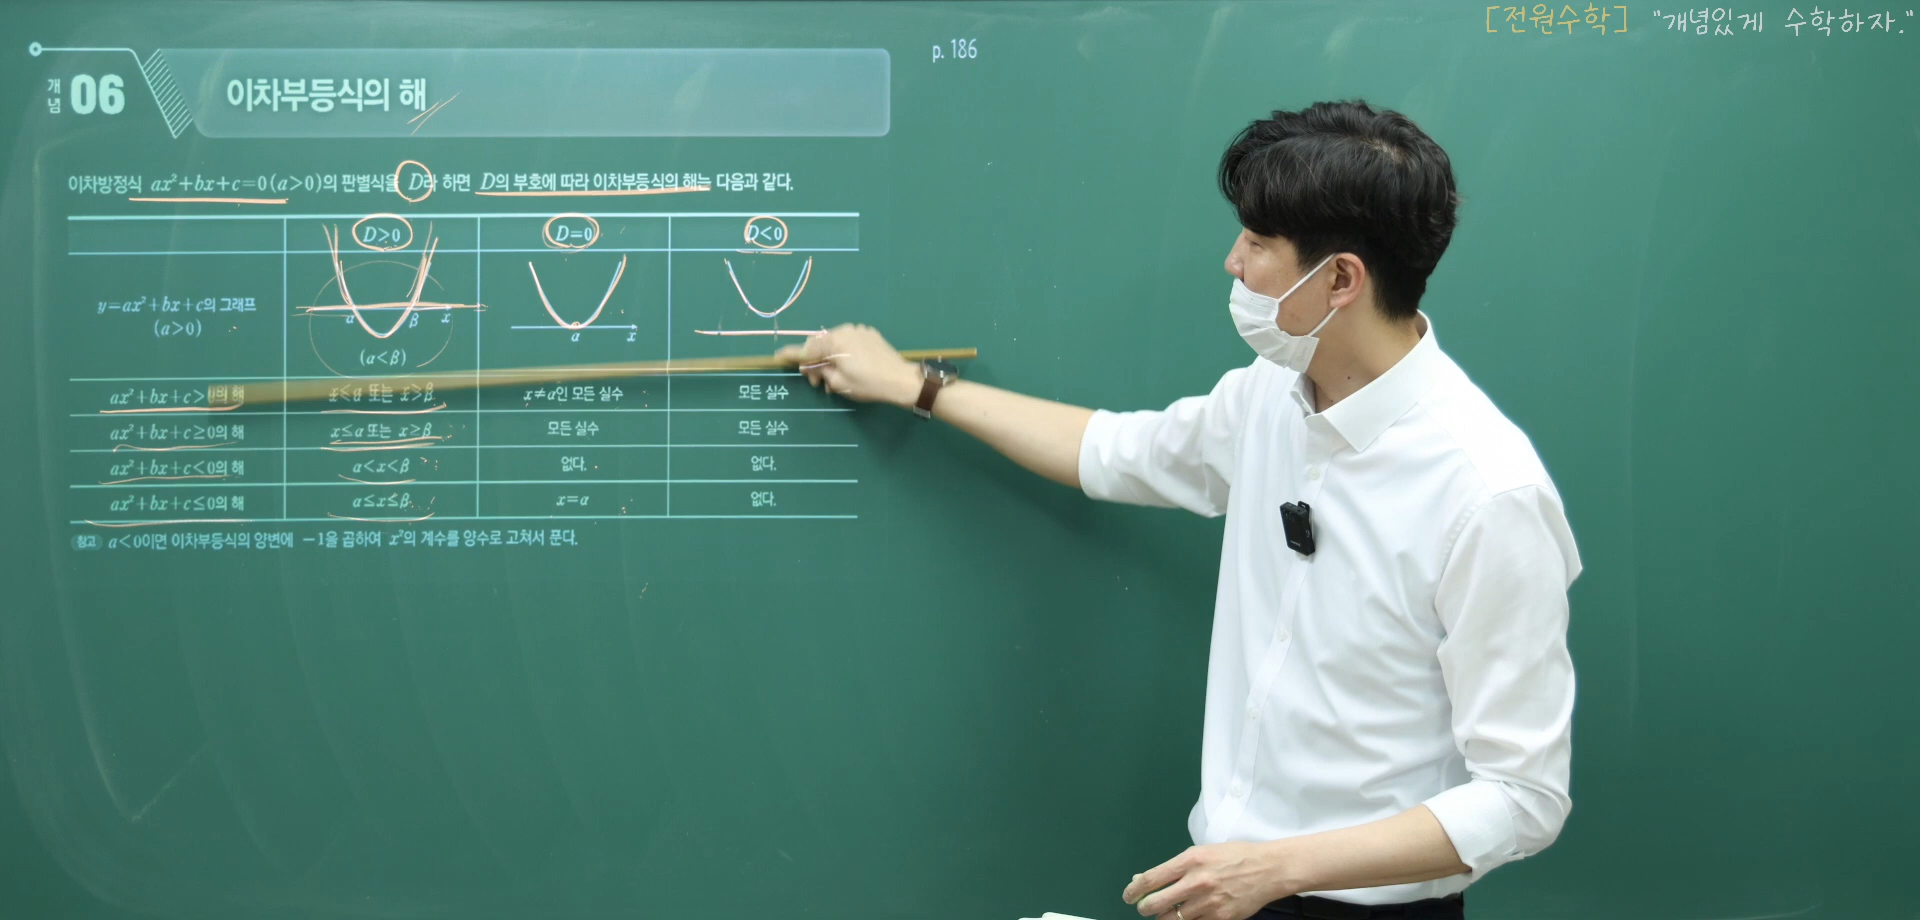 [전원수학] "개념있게 수학하자."
p. 186
개념 06 이차부등식의 해
이차방정식 ax²+bx+c=0(a>0)의 판별식을 D라 하면 D의 부호에 따라 이차부등식의 해는 다음과 같다.
D>0 D=0 D<0
y=ax²+bx+c의 그래프
(a>0)
α β x
α x
(α<β)
ax²+bx+c>0의 해 x<α 또는 x>β x≠α인 모든 실수 모든 실수
ax²+bx+c≥0의 해 x≤α 또는 x≥β 모든 실수 모든 실수
ax²+bx+c<0의 해 α<x<β 없다. 없다.
ax²+bx+c≤0의 해 α≤x≤β x=α 없다.
참고 a<0이면 이차부등식의 양변에 -1을 곱하여 x²의 계수를 양수로 고쳐서 푼다.